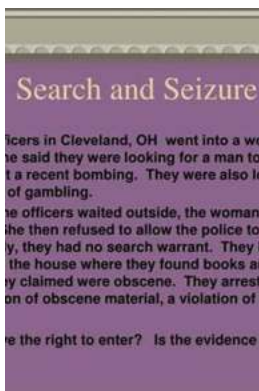 Search and Seizure
ficers in Cleveland, OH went into a
he said they were looking for a man to
t a recent bombing. They were also
of gambling.
he officers waited outside, the woman
She then refused to allow the police to
ly, they had no search warrant. They
the house where they found books
ey claimed were obscene. They
on of obscene material, a violation of
the right to enter? Is the evidence